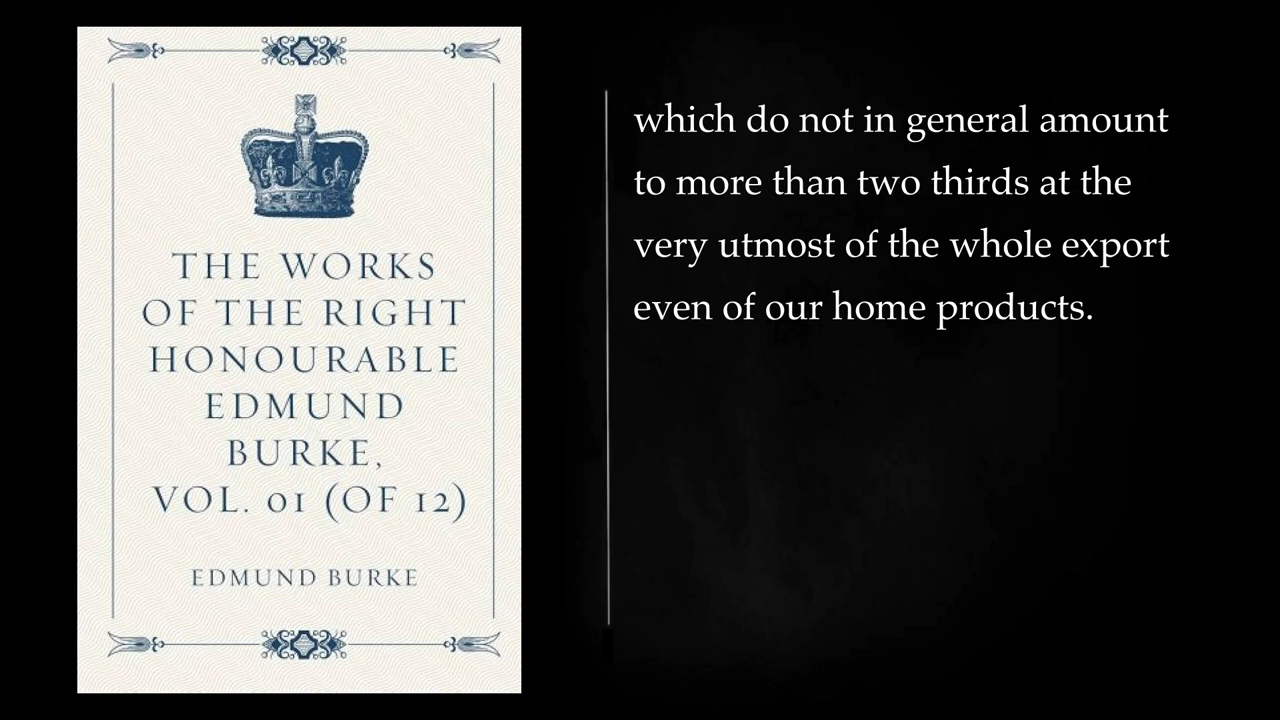 THE WORKS
OF THE RIGHT
HONOURABLE
EDMUND
BURKE,
VOL. 01 (OF 12)
EDMUND BURKE
which do not in general amount
to more than two thirds at the
very utmost of the whole export
even of our home products.